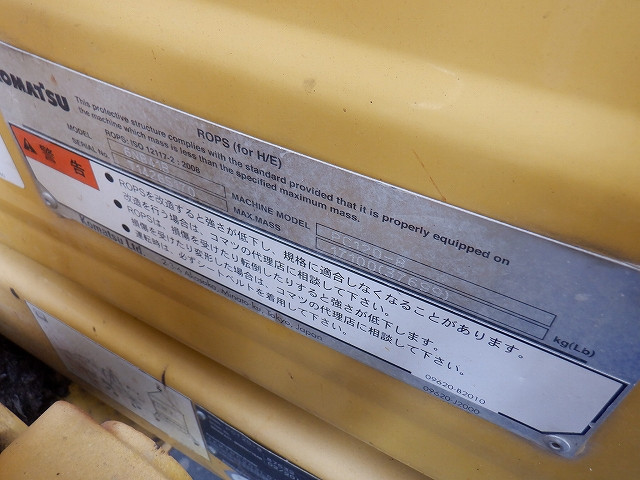 KOMATSU
ROPS (for H/E)
This protective structure complies with the standard provided that it is properly equipped on
the machine which mass is less than the specified maximum mass.
ROPS: ISO 12117-2 : 2008
MODEL
SERIAL No
MACHINE MODEL
MAX.MASS
kg(Lb)
警告
● ROPSを改造すると強さが低下し、規格に適合しなくなることがあります。
改造を行う場合は、コマツの代理店に相談して下さい。
● ROPSは、損傷を受けたり転倒したりすると強さが低下します。
損傷を受けたり変形した場合は、コマツの代理店に相談して下さい。
● 運転時は、必ずシートベルトを着用して下さい。
Komatsu Ltd.
Akasaka, Minato-ku, Tokyo, Japan
09620-B2010
09620-J2000